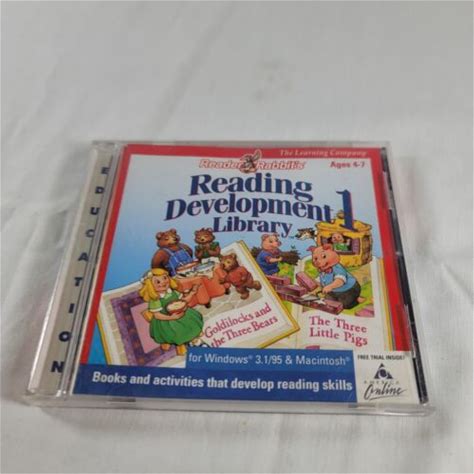 The Learning Company
Reader Rabbit's
Ages 4-7
Reading
Development 1
Library
Goldilocks and
the Three Bears
The Three
Little Pigs
for Windows® 3.1/95 & Macintosh®
FREE TRIAL INSIDE!
AMERICA
Online
Books and activities that develop reading skills
EDUCATION